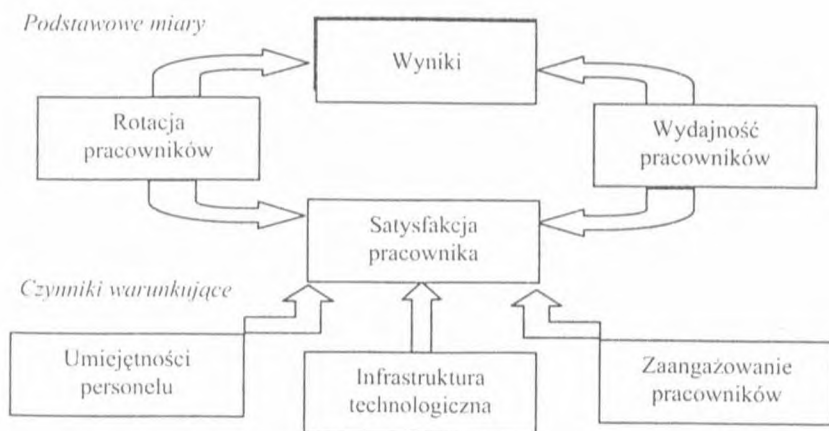 Podstawowe miary
Wyniki
Rotacja
pracowników
Wydajność
pracowników
Satysfakcja
pracownika
Czynniki warunkujące
Umiejętności
personelu
Infrastruktura
technologiczna
Zaangażowanie
pracowników